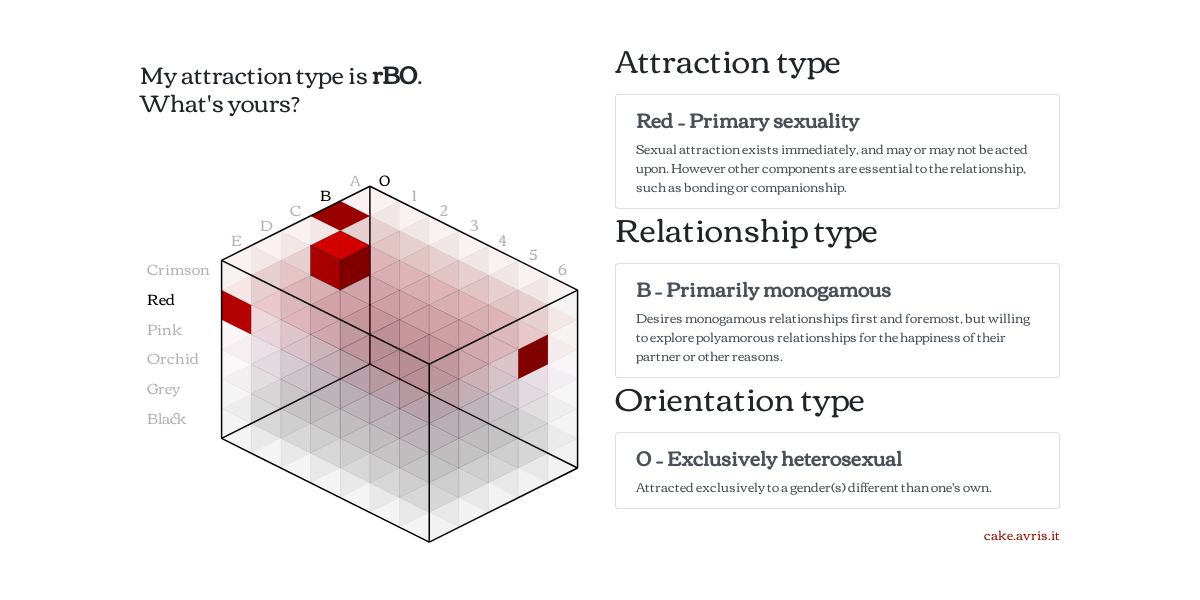 My attraction type is rBO.
What's yours?
A O
B 1
C 2
D 3
E 4
5
6
Crimson
Red
Pink
Orchid
Grey
Black
Attraction type
Red - Primary sexuality
Sexual attraction exists immediately, and may or may not be acted
upon. However other components are essential to the relationship,
such as bonding or companionship.
Relationship type
B - Primarily monogamous
Desires monogamous relationships first and foremost, but willing
to explore polyamorous relationships for the happiness of their
partner or other reasons.
Orientation type
O - Exclusively heterosexual
Attracted exclusively to a gender(s) different than one's own.
cake.avris.it